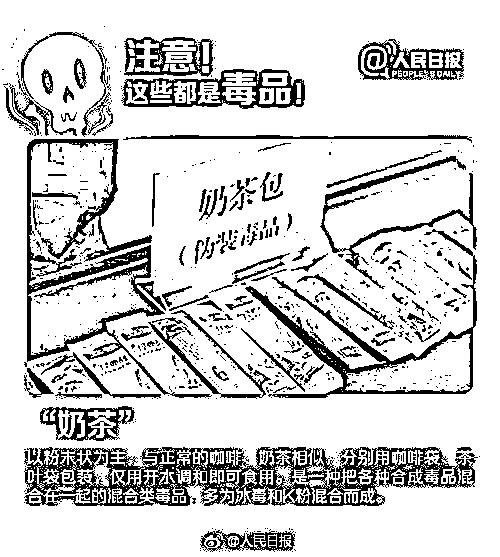 注意！
这些都是毒品！
@人民日报
PEOPLE'S DAILY
奶茶包
（伪装毒品）
“奶茶”
以粉末状为主，与正常的咖啡、奶茶相似，分别用咖啡袋、茶
叶袋包装，仅用开水调和即可食用。是一种把各种合成毒品混
合在一起的混合类毒品，多为冰毒和K粉混合而成。
@人民日报